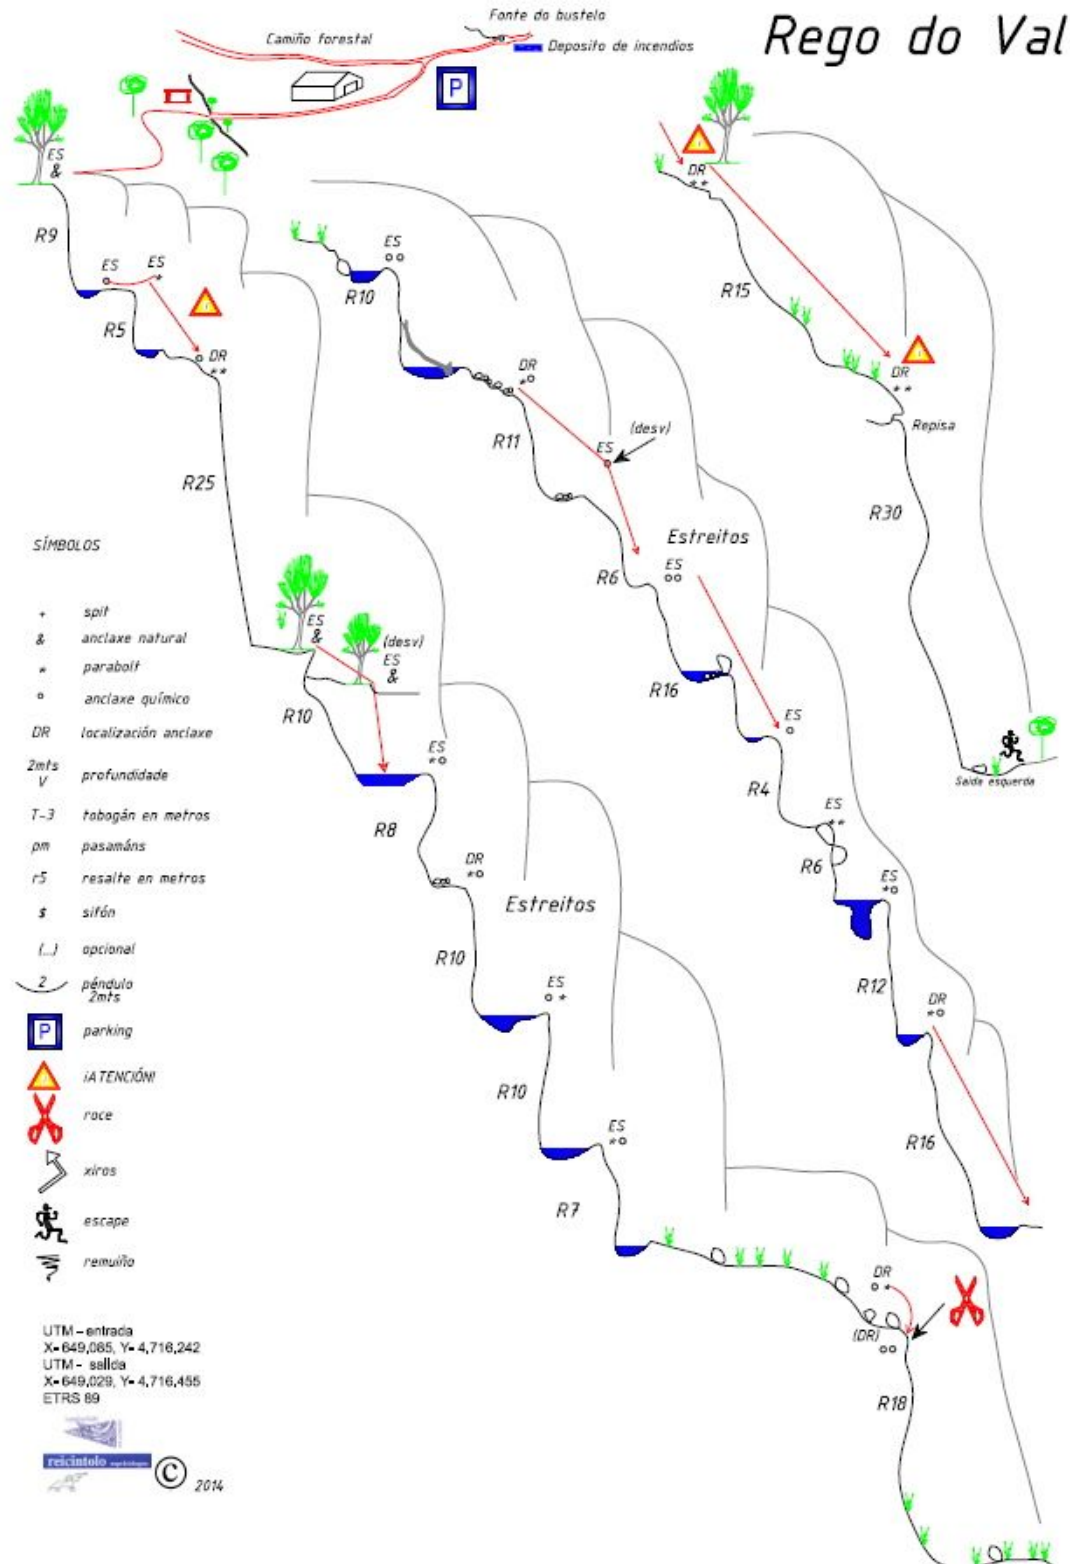 Rego do Val
Fonte do bustelo
Camiño forestal
Deposito de incendios
P
ES
&
R9
ES
ES
*
R5
DR
**
R25
ES
&
(desv)
ES
&
R10
ES
*
R8
DR
*
Estreitos
R10
ES
*
R10
ES
*
R7
DR
*
(DR)
R18
ES
R10
DR
*
R11
ES
(desv)
R6
Estreitos
ES
R16
ES
R4
ES
**
R6
ES
*
R12
DR
*
R16
DR
**
R15
DR
**
Repisa
R30
Saida esquerda
SÍMBOLOS
+ spit
& anclaxe natural
* parabolt
o anclaxe químico
DR localización anclaxe
2mts
V profundidade
T-3 tobogán en metros
pm pasamáns
r5 resalte en metros
$ sifón
(...) opcional
2 péndulo
2mts
P parking
¡ATENCIÓN!
roce
xiros
escape
remuiño
UTM - entrada
X- 649,085, Y- 4,716,242
UTM - salida
X- 649,029, Y- 4,716,455
ETRS 89
reicintolo
© 2014